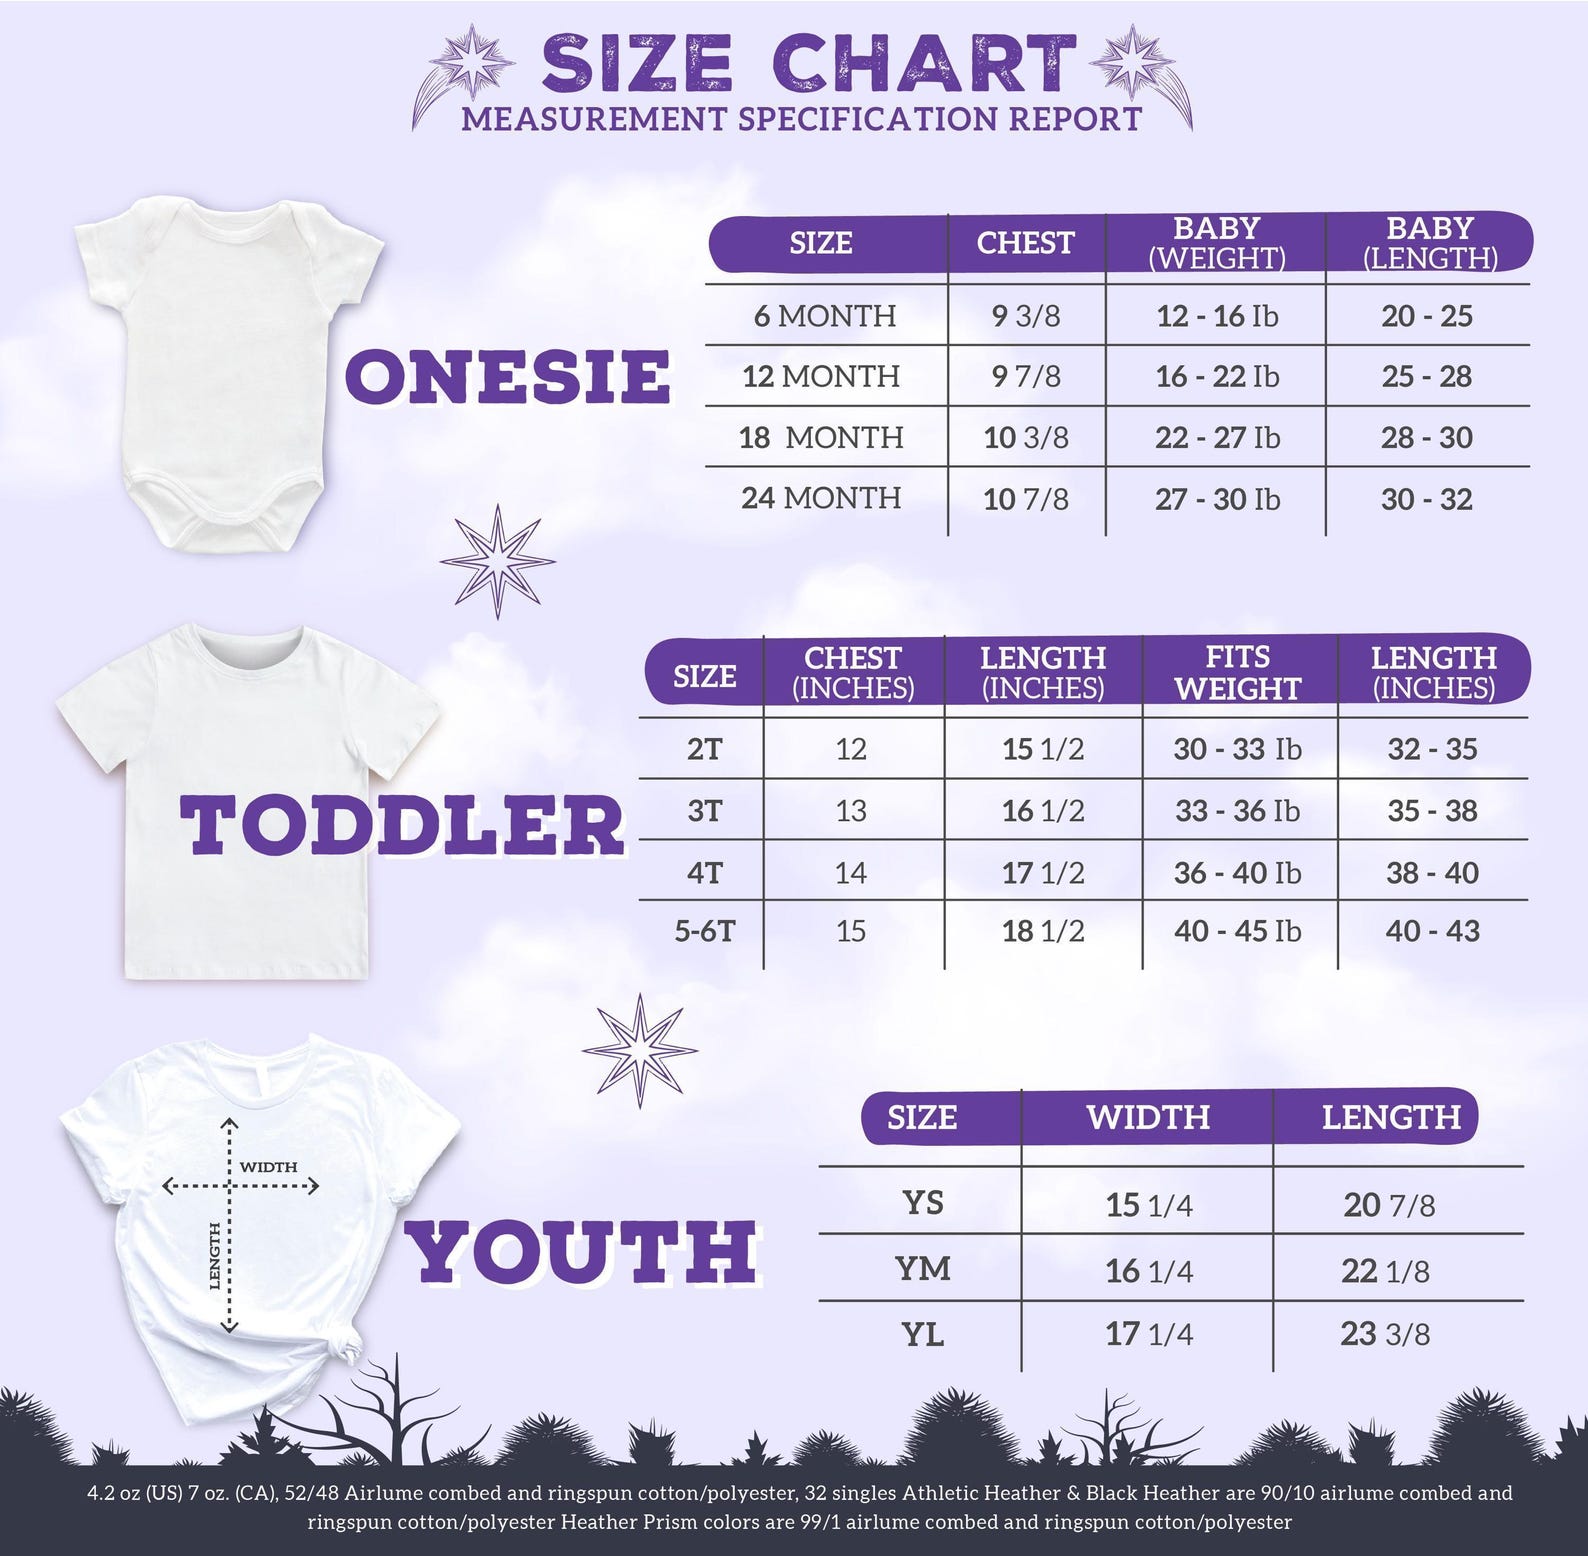 SIZE CHART
MEASUREMENT SPECIFICATION REPORT
ONESIE
SIZE CHEST BABY (WEIGHT) BABY (LENGTH)
6 MONTH 9 3/8 12 - 16 Ib 20 - 25
12 MONTH 9 7/8 16 - 22 Ib 25 - 28
18 MONTH 10 3/8 22 - 27 Ib 28 - 30
24 MONTH 10 7/8 27 - 30 Ib 30 - 32
TODDLER
SIZE CHEST (INCHES) LENGTH (INCHES) FITS WEIGHT LENGTH (INCHES)
2T 12 15 1/2 30 - 33 Ib 32 - 35
3T 13 16 1/2 33 - 36 Ib 35 - 38
4T 14 17 1/2 36 - 40 Ib 38 - 40
5-6T 15 18 1/2 40 - 45 Ib 40 - 43
WIDTH
LENGTH
YOUTH
SIZE WIDTH LENGTH
YS 15 1/4 20 7/8
YM 16 1/4 22 1/8
YL 17 1/4 23 3/8
4.2 oz (US) 7 oz. (CA), 52/48 Airlume combed and ringspun cotton/polyester, 32 singles Athletic Heather & Black Heather are 90/10 airlume combed and
ringspun cotton/polyester Heather Prism colors are 99/1 airlume combed and ringspun cotton/polyester